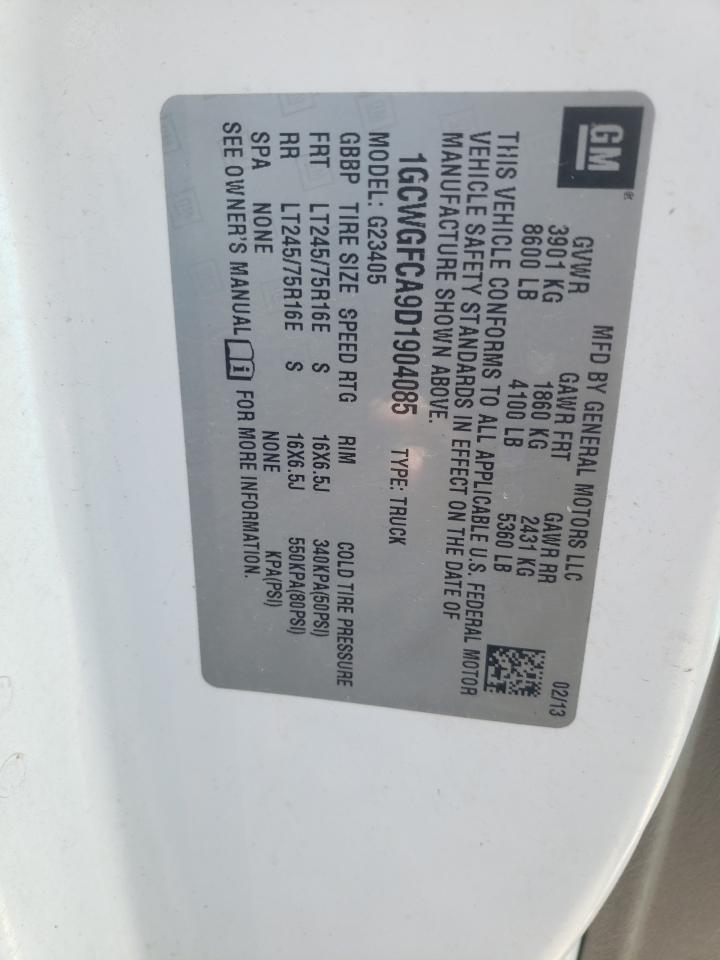 GM®
MFD BY GENERAL MOTORS LLC 02/13
GVWR GAWR FRT GAWR RR
3901 KG 1860 KG 2431 KG
8600 LB 4100 LB 5360 LB
THIS VEHICLE CONFORMS TO ALL APPLICABLE U.S. FEDERAL MOTOR
VEHICLE SAFETY STANDARDS IN EFFECT ON THE DATE OF
MANUFACTURE SHOWN ABOVE.
1GCWGFCA9D1904085 TYPE: TRUCK
MODEL: G23405
GBBP TIRE SIZE SPEED RTG RIM COLD TIRE PRESSURE
FRT LT245/75R16E S 16X6.5J 340KPA(50PSI)
RR LT245/75R16E S 16X6.5J 550KPA(80PSI)
SPA NONE NONE KPA(PSI)
SEE OWNER'S MANUAL FOR MORE INFORMATION.